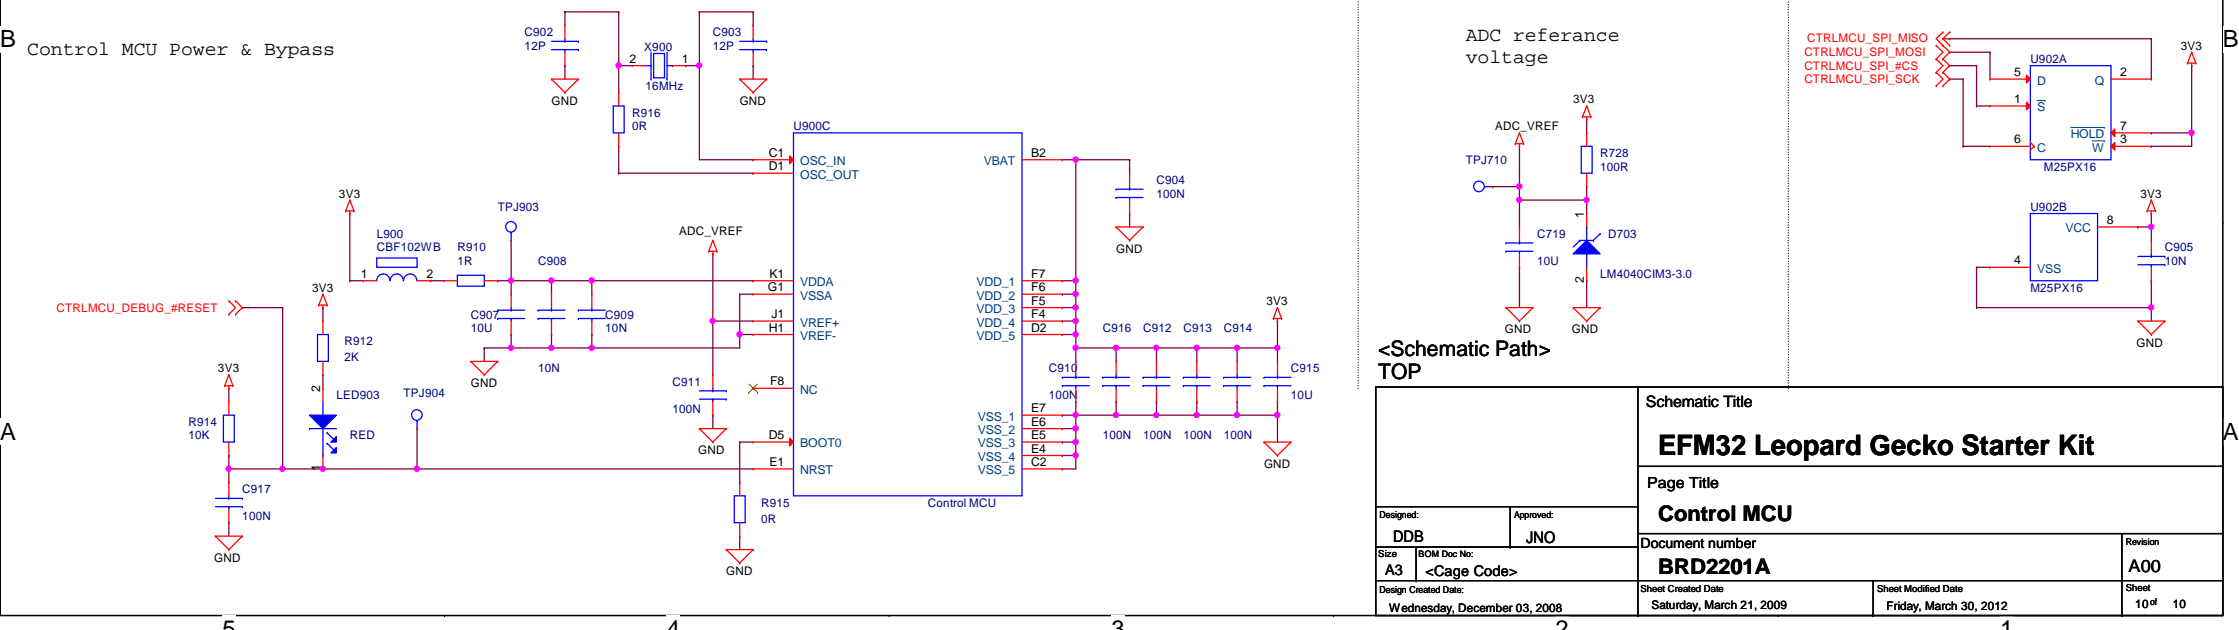 B
Control MCU Power & Bypass
C902
12P
GND
X900
2
1
16MHz
C903
12P
GND
R916
0R
U900C
C1
OSC_IN
D1
OSC_OUT
VBAT
B2
C904
100N
GND
3V3
L900
CBF102WB
1
2
R910
1R
TPJ903
C908
C907
10U
C909
10N
10N
GND
ADC_VREF
K1
VDDA
G1
VSSA
J1
VREF+
H1
VREF-
F8
NC
D5
BOOT0
E1
NRST
C911
100N
GND
R915
0R
GND
Control MCU
VDD_1
F7
VDD_2
F6
VDD_3
F5
VDD_4
F4
VDD_5
D2
3V3
C916
C912
C913
C914
C910
100N
C915
10U
100N
100N
100N
100N
GND
VSS_1
E7
VSS_2
E6
VSS_3
E5
VSS_4
E4
VSS_5
C2
CTRLMCU_DEBUG_#RESET
3V3
R912
2K
2
LED903
RED
1
TPJ904
3V3
R914
10K
C917
100N
GND
A
ADC referance
voltage
3V3
ADC_VREF
TPJ710
R728
100R
1
C719
10U
D703
2
LM4040CIM3-3.0
GND
GND
CTRLMCU_SPI_MISO
CTRLMCU_SPI_MOSI
CTRLMCU_SPI_#CS
CTRLMCU_SPI_SCK
U902A
5
D
Q
2
1
S
HOLD
7
W
3
6
C
M25PX16
3V3
U902B
VCC
8
4
VSS
M25PX16
3V3
C905
10N
GND
B
A
<Schematic Path>
TOP
Schematic Title
EFM32 Leopard Gecko Starter Kit
Page Title
Control MCU
Designed:
DDB
Approved:
JNO
Size
A3
BOM Doc No:
<Cage Code>
Document number
BRD2201A
Revision
A00
Design Created Date:
Wednesday, December 03, 2008
Sheet Created Date
Saturday, March 21, 2009
Sheet Modified Date
Friday, March 30, 2012
Sheet
10 of 10
5
4
3
2
1